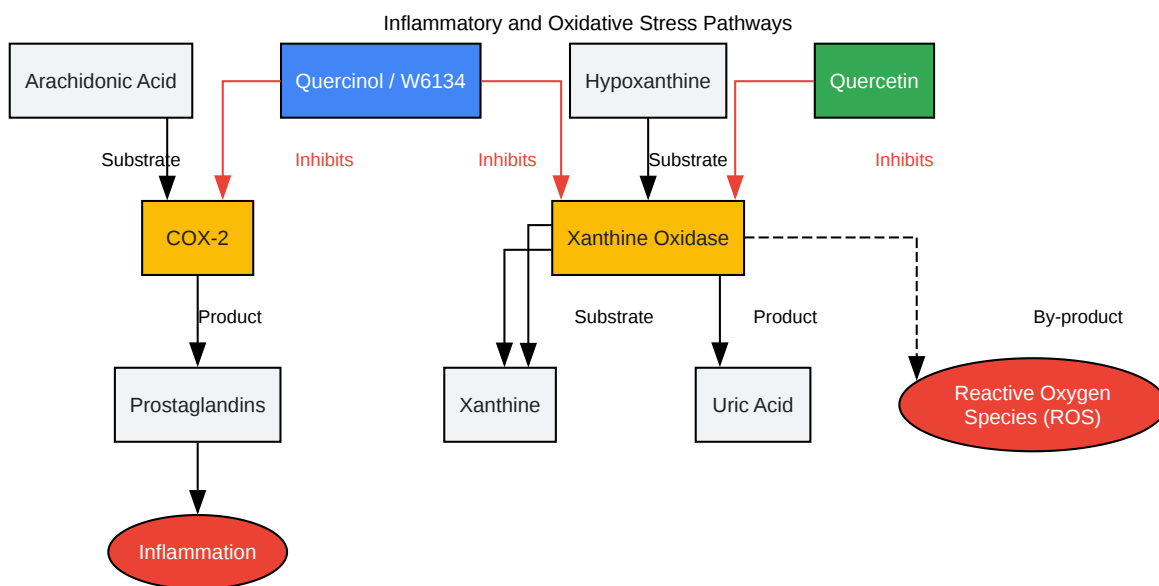 Inflammatory and Oxidative Stress Pathways
Arachidonic Acid
Quercinol / W6134
Hypoxanthine
Quercetin
Substrate
Inhibits
Inhibits
Substrate
Inhibits
COX-2
Xanthine Oxidase
Product
Substrate
Product
By-product
Prostaglandins
Xanthine
Uric Acid
Reactive Oxygen
Species (ROS)
Inflammation